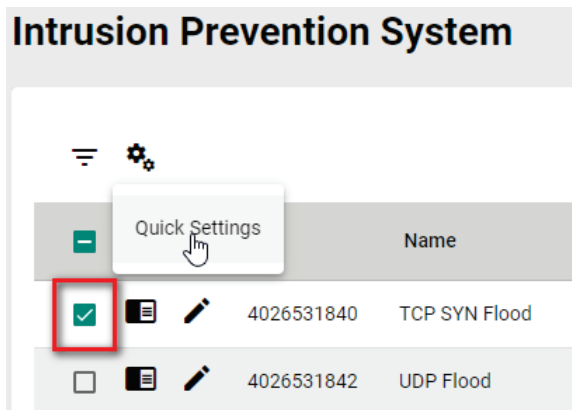 Intrusion Prevention System
Quick Settings
Name
4026531840 TCP SYN Flood
4026531842 UDP Flood